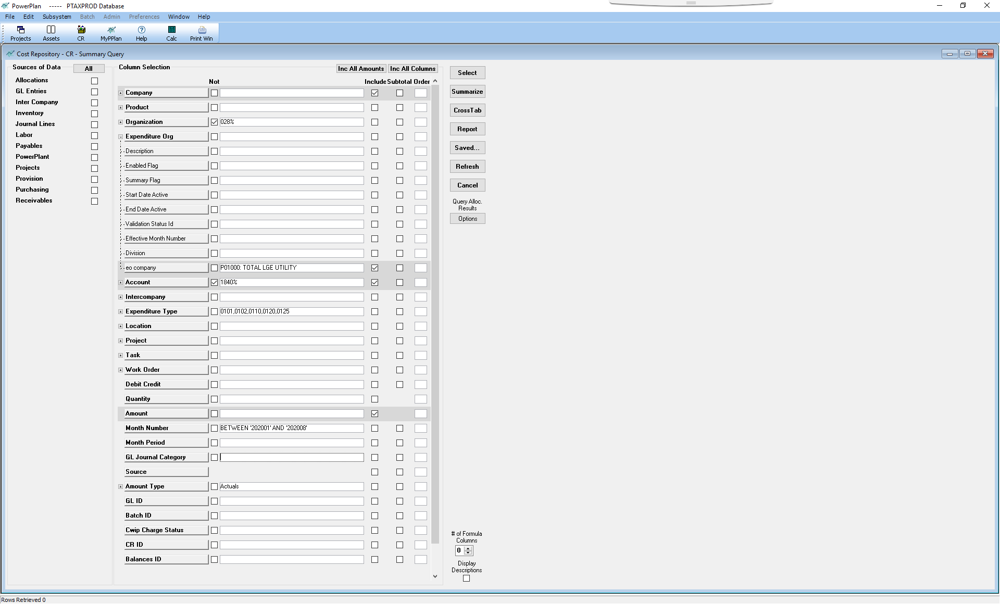 PowerPlan ----- PTAXPROD Database
File Edit Subsystem Batch Admin Preferences Window Help
Projects Assets CR MyPPlan Help Calc Print Win
Cost Repository - CR - Summary Query
Sources of Data All
Allocations
GL Entries
Inter Company
Inventory
Journal Lines
Labor
Payables
PowerPlant
Projects
Provision
Purchasing
Receivables
Column Selection Inc All Amounts Inc All Columns
Not Include Subtotal Order
Company
Product
Organization 028%
Expenditure Org
Description
Enabled Flag
Summary Flag
Start Date Active
End Date Active
Validation Status Id
Effective Month Number
Division
eo company P01000: TOTAL LGE UTILITY
Account 1840%
Intercompany
Expenditure Type 0101,0102,0110,0120,0125
Location
Project
Task
Work Order
Debit Credit
Quantity
Amount
Month Number BETWEEN '202001' AND '202008'
Month Period
GL Journal Category
Source
Amount Type Actuals
GL ID
Batch ID
Cwip Charge Status
CR ID
Balances ID
Select
Summarize
CrossTab
Report
Saved...
Refresh
Cancel
Query Alloc.
Results
Options
# of Formula
Columns
0
Display
Descriptions
Rows Retrieved 0